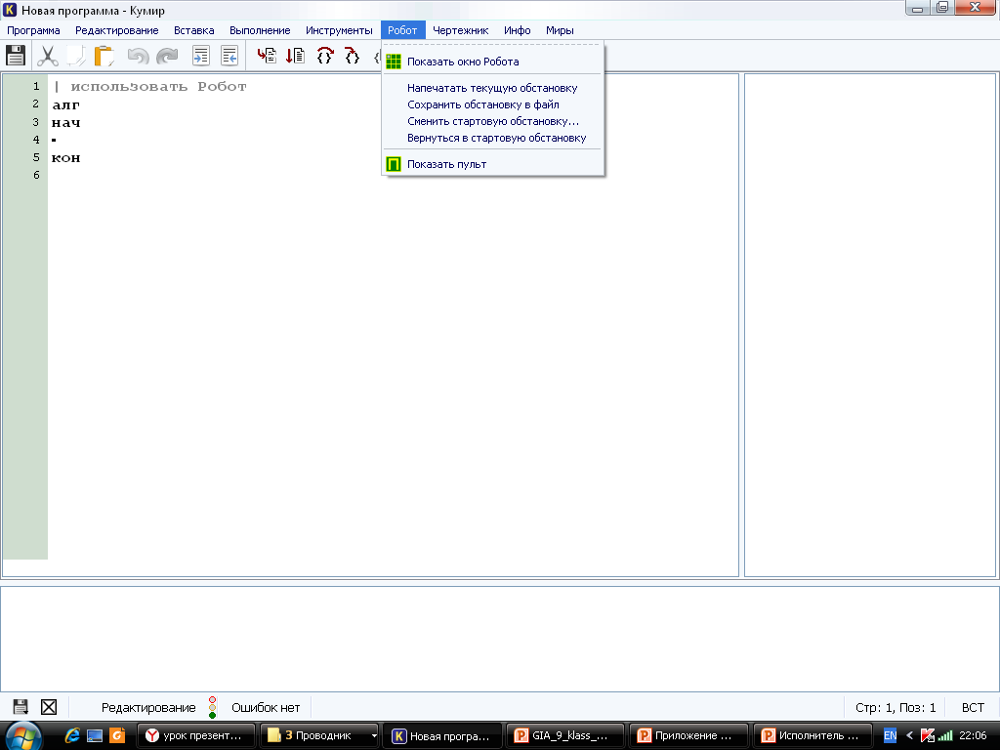 Новая программа - Кумир
Программа Редактирование Вставка Выполнение Инструменты Робот Чертежник Инфо Миры
Показать окно Робота
Напечатать текущую обстановку
Сохранить обстановку в файл
Сменить стартовую обстановку...
Вернуться в стартовую обстановку
Показать пульт
1 | использовать Робот
2 алг
3 нач
4
5 кон
6
Редактирование Ошибок нет Стр: 1, Поз: 1 ВСТ
урок презент... 3 Проводник Новая програ... GIA_9_klass_... Приложение ... Исполнитель ... EN < 22:06